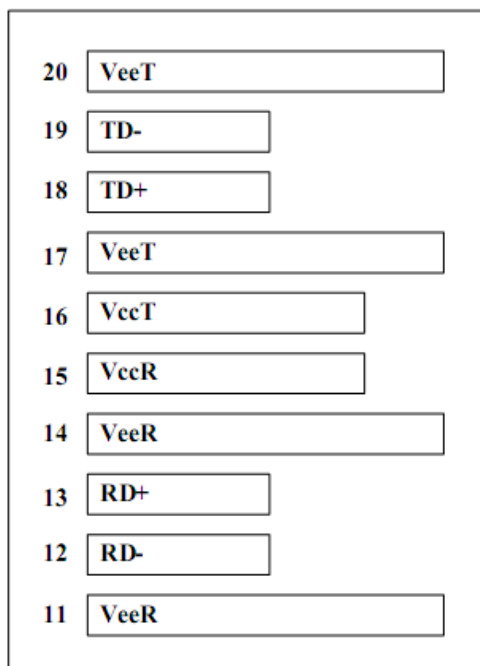 20 VeeT
19 TD-
18 TD+
17 VeeT
16 VccT
15 VccR
14 VeeR
13 RD+
12 RD-
11 VeeR